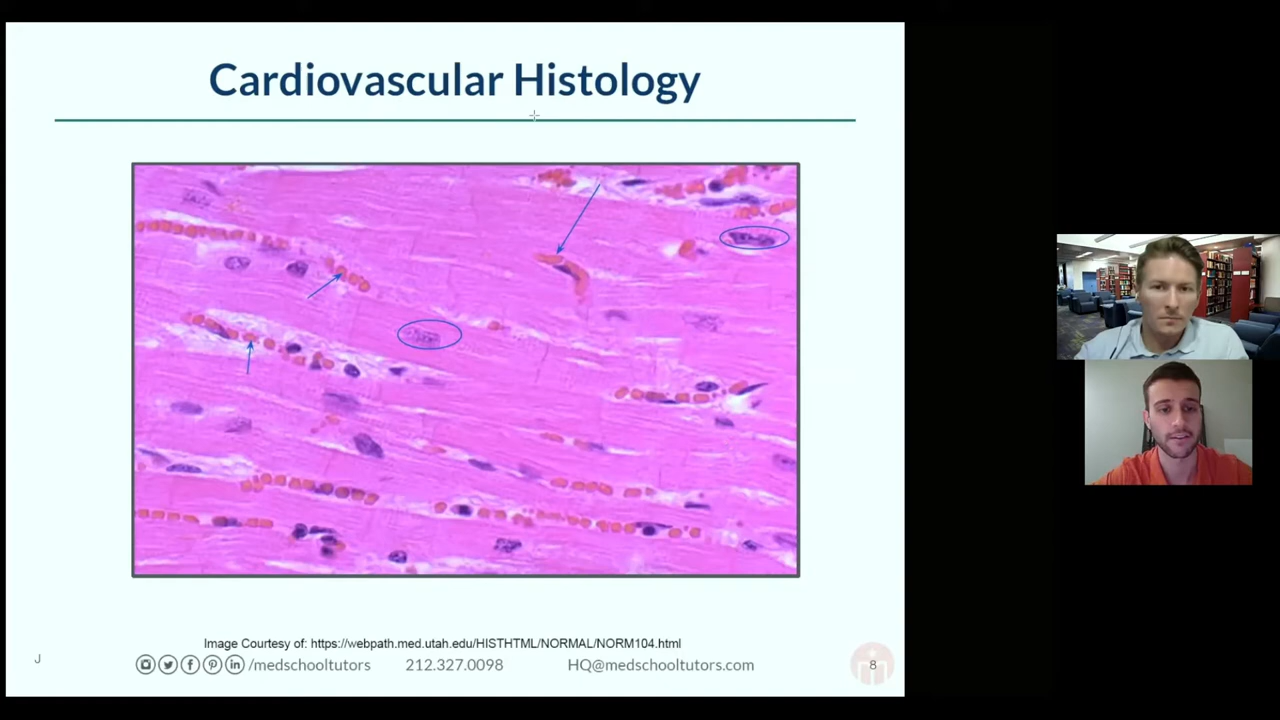 Cardiovascular Histology
Image Courtesy of: https://webpath.med.utah.edu/HISTHTML/NORMAL/NORM104.html
J
/medschooltutors 212.327.0098 HQ@medschooltutors.com 8